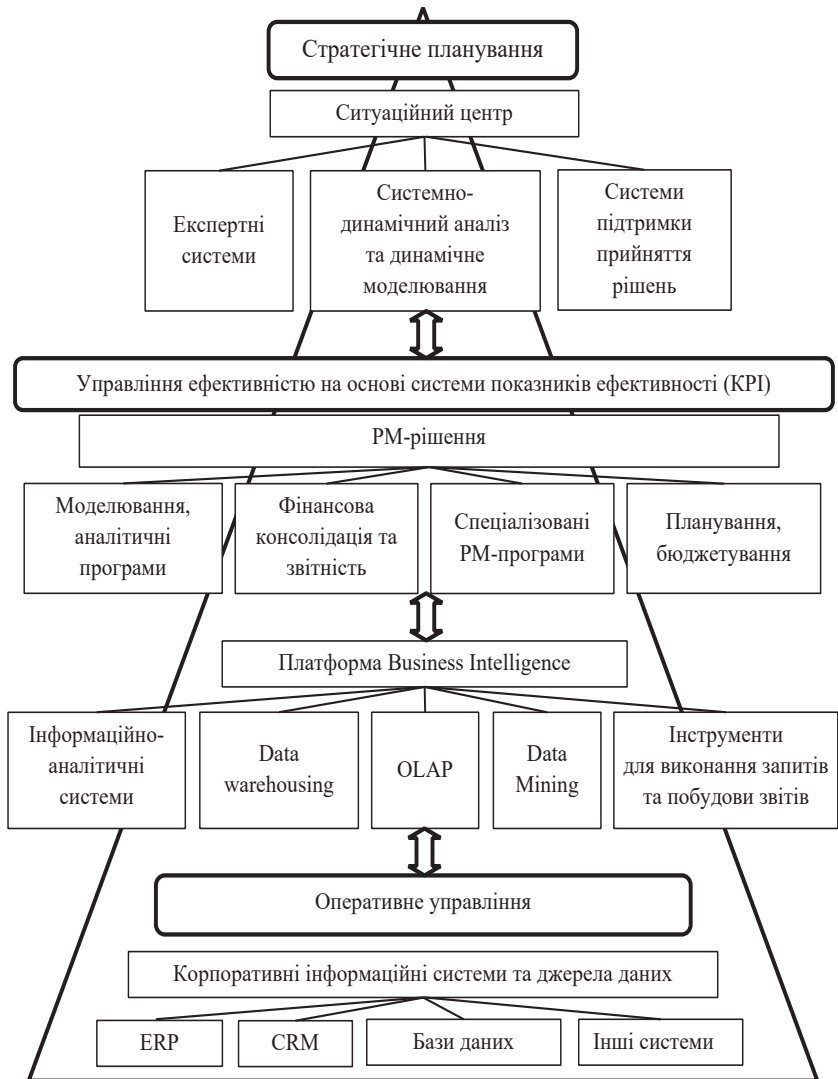 Стратегічне планування
Ситуаційний центр
Експертні
системи
Системно-
динамічний аналіз
та динамічне
моделювання
Системи
підтримки
прийняття
рішень
Управління ефективністю на основі системи показників ефективності (KPI)
РМ-рішення
Моделювання,
аналітичні
програми
Фінансова
консолідація та
звітність
Спеціалізовані
РМ-програми
Планування,
бюджетування
Платформа Business Intelligence
Інформаційно-
аналітичні
системи
Data
warehousing
OLAP
Data
Mining
Інструменти
для виконання запитів
та побудови звітів
Оперативне управління
Корпоративні інформаційні системи та джерела даних
ERP
CRM
Бази даних
Інші системи